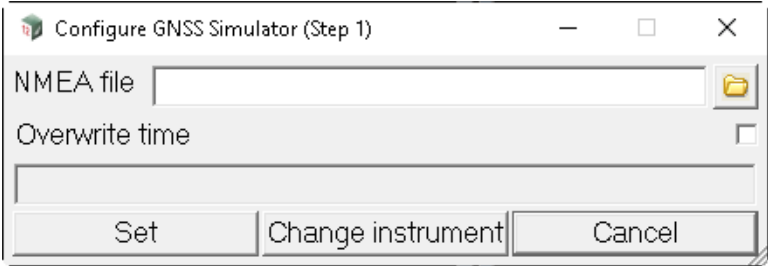 Configure GNSS Simulator (Step 1)
NMEA file
Overwrite time
Set Change instrument Cancel